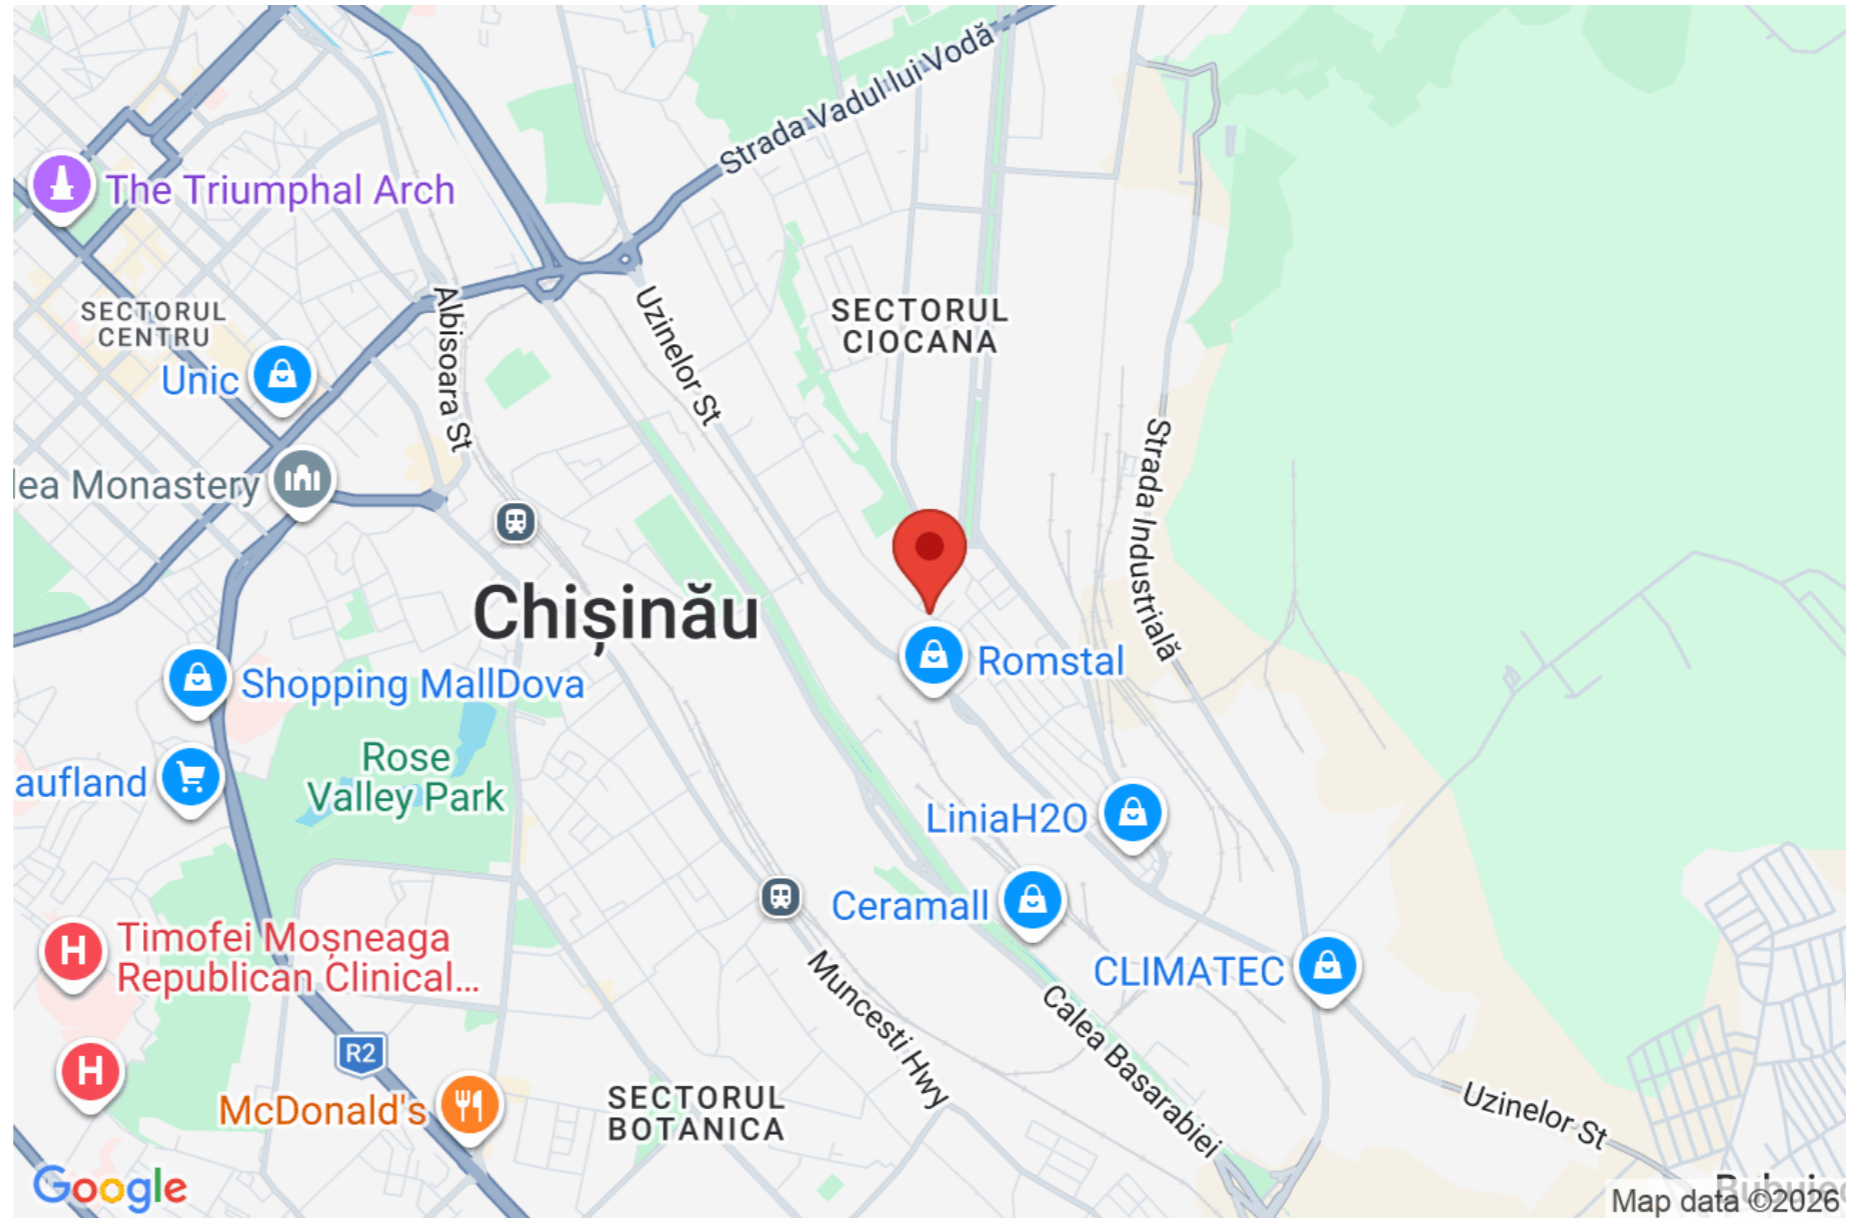 Strada Vadul lui Vodă
The Triumphal Arch
SECTORUL
CENTRU
Albisoara St
Uzinelor St
SECTORUL
CIOCANA
Unic
lea Monastery
Strada Industrială
Chișinău
Romstal
Shopping MallDova
Rose
Valley Park
aufland
LiniaH2O
Ceramall
Timofei Moșneaga
Republican Clinical...
CLIMATEC
H
H
Muncesti Hwy
Calea Basarabiei
R2
McDonald's
SECTORUL
BOTANICA
Uzinelor St
Google
Map data ©2026